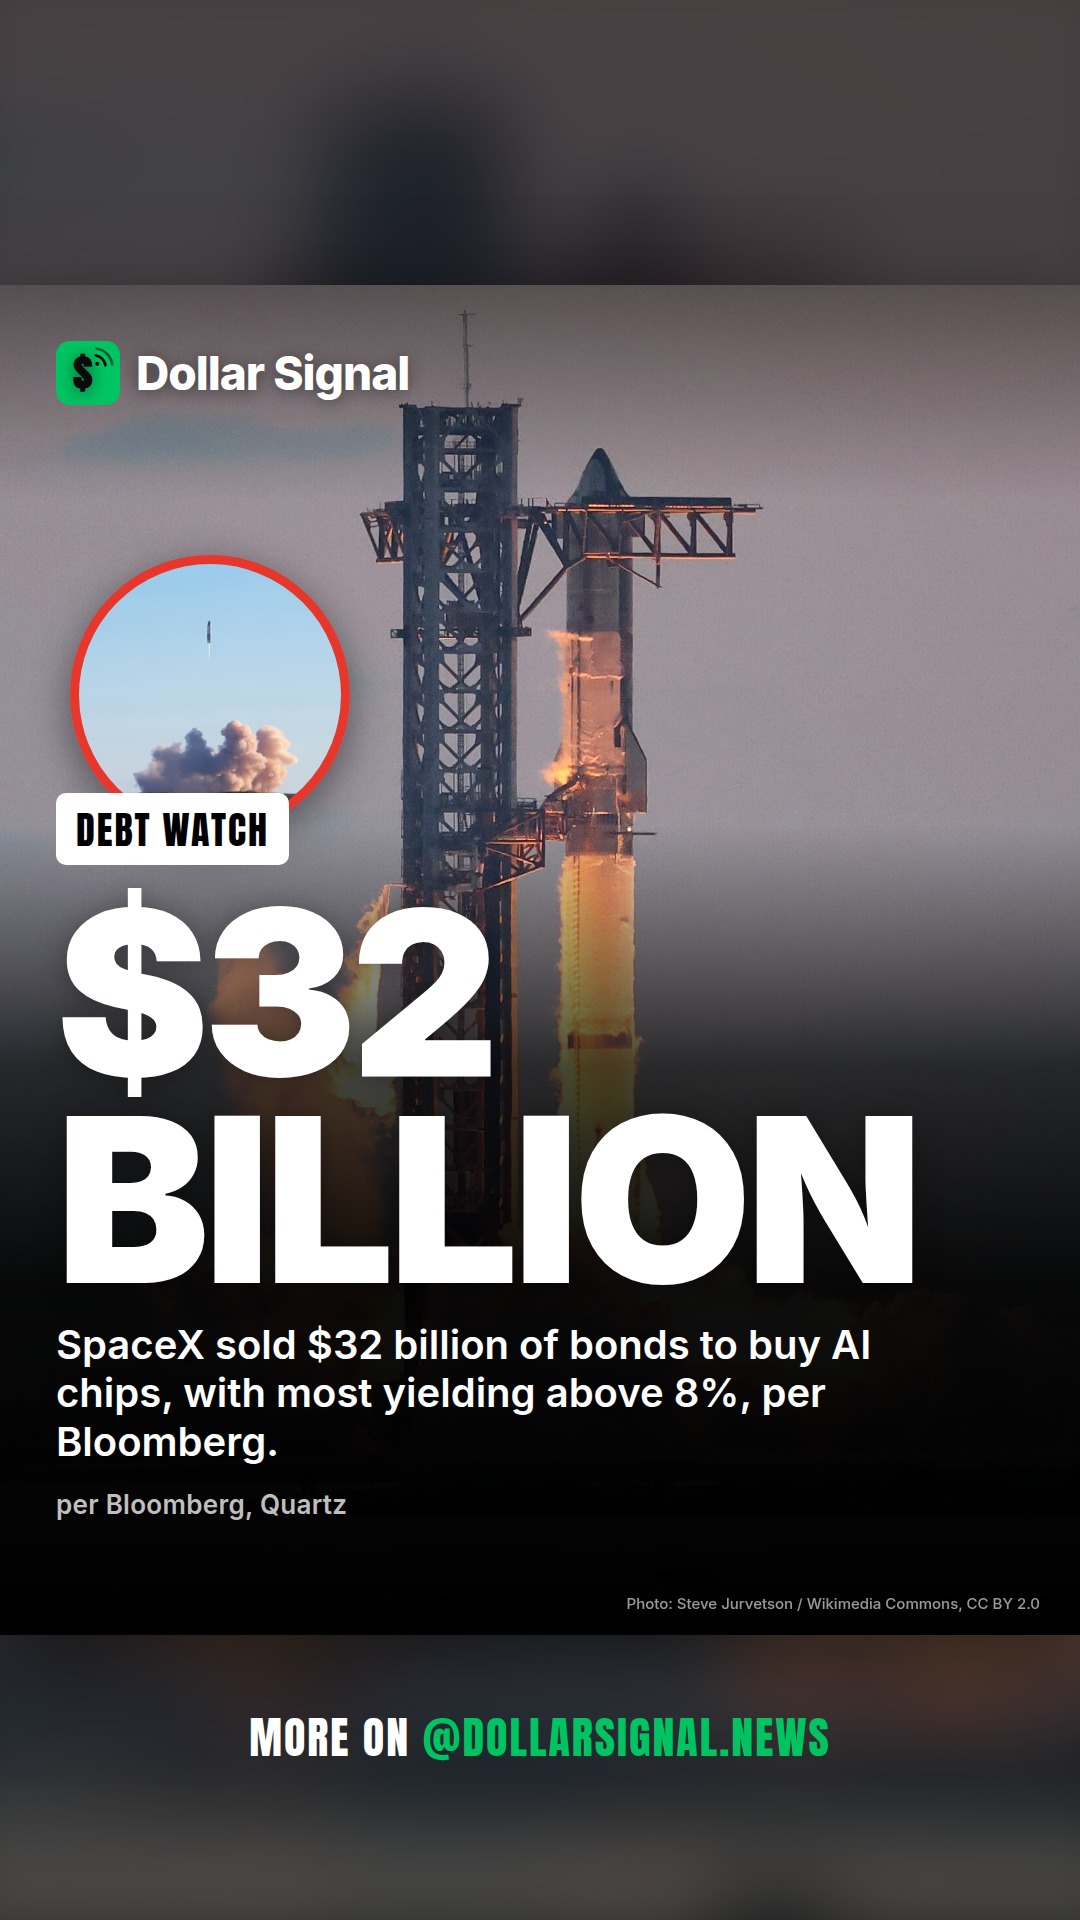 Dollar Signal
DEBT WATCH
$32
BILLION
SpaceX sold $32 billion of bonds to buy AI
chips, with most yielding above 8%, per
Bloomberg.
per Bloomberg, Quartz
Photo: Steve Jurvetson / Wikimedia Commons, CC BY 2.0
MORE ON @DOLLARSIGNAL.NEWS